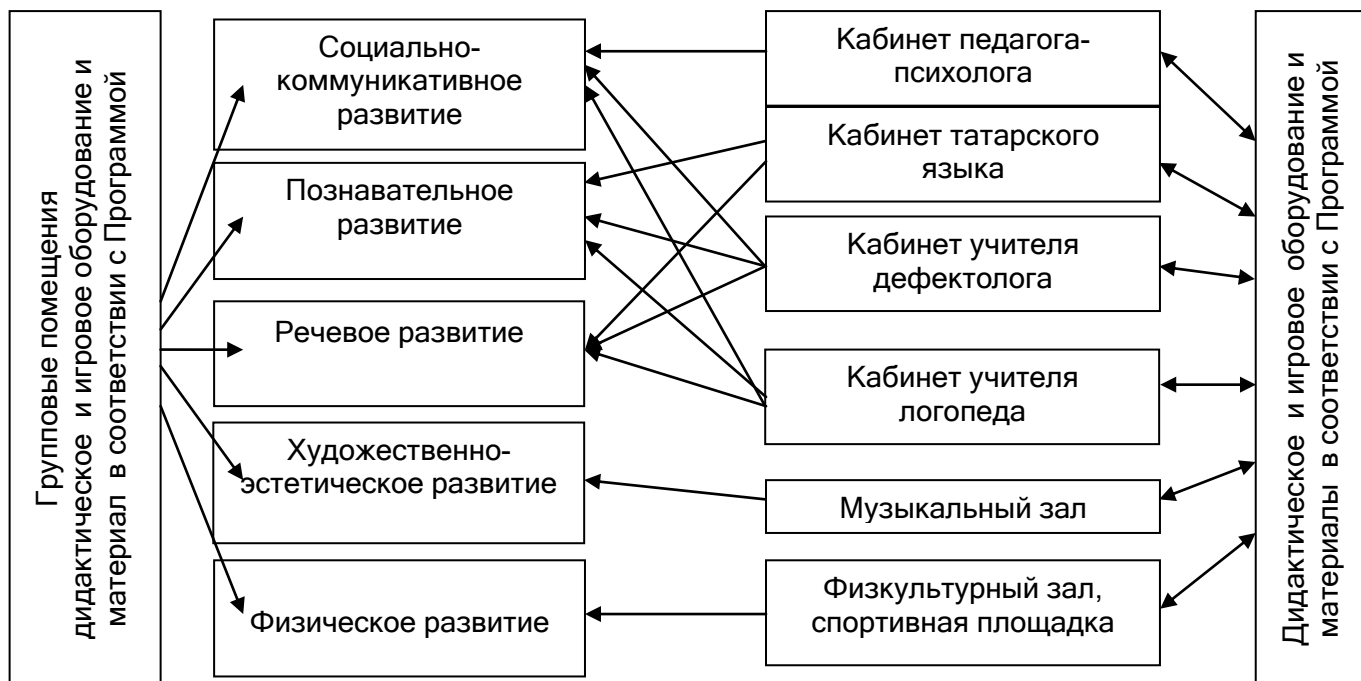 Групповые помещения
дидактическое и игровое оборудование и
материал в соответствии с Программой
Социально-
коммуникативное
развитие
Познавательное
развитие
Речевое развитие
Художественно-
эстетическое развитие
Физическое развитие
Кабинет педагога-
психолога
Кабинет татарского
языка
Кабинет учителя
дефектолога
Кабинет учителя
логопеда
Музыкальный зал
Физкультурный зал,
спортивная площадка
Дидактическое и игровое оборудование и
материалы в соответствии с Программой